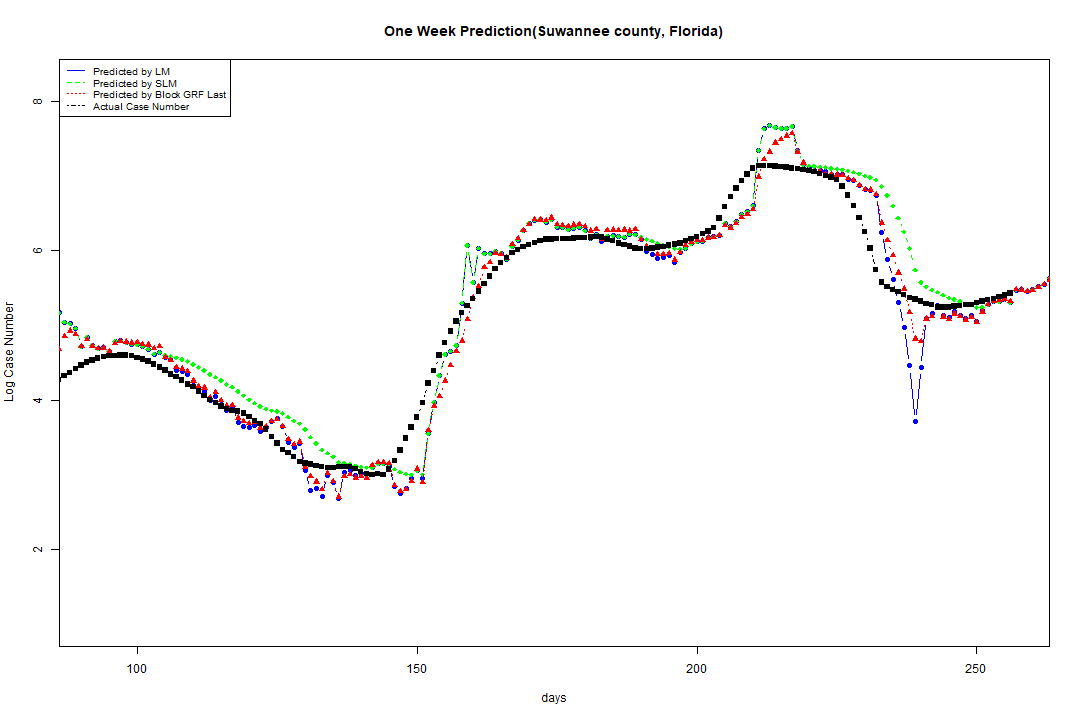 One Week Prediction(Suwannee county, Florida)
Predicted by LM
Predicted by SLM
Predicted by Block GRF Last
Actual Case Number
8
6
4
2
Log Case Number
100
150
200
250
days